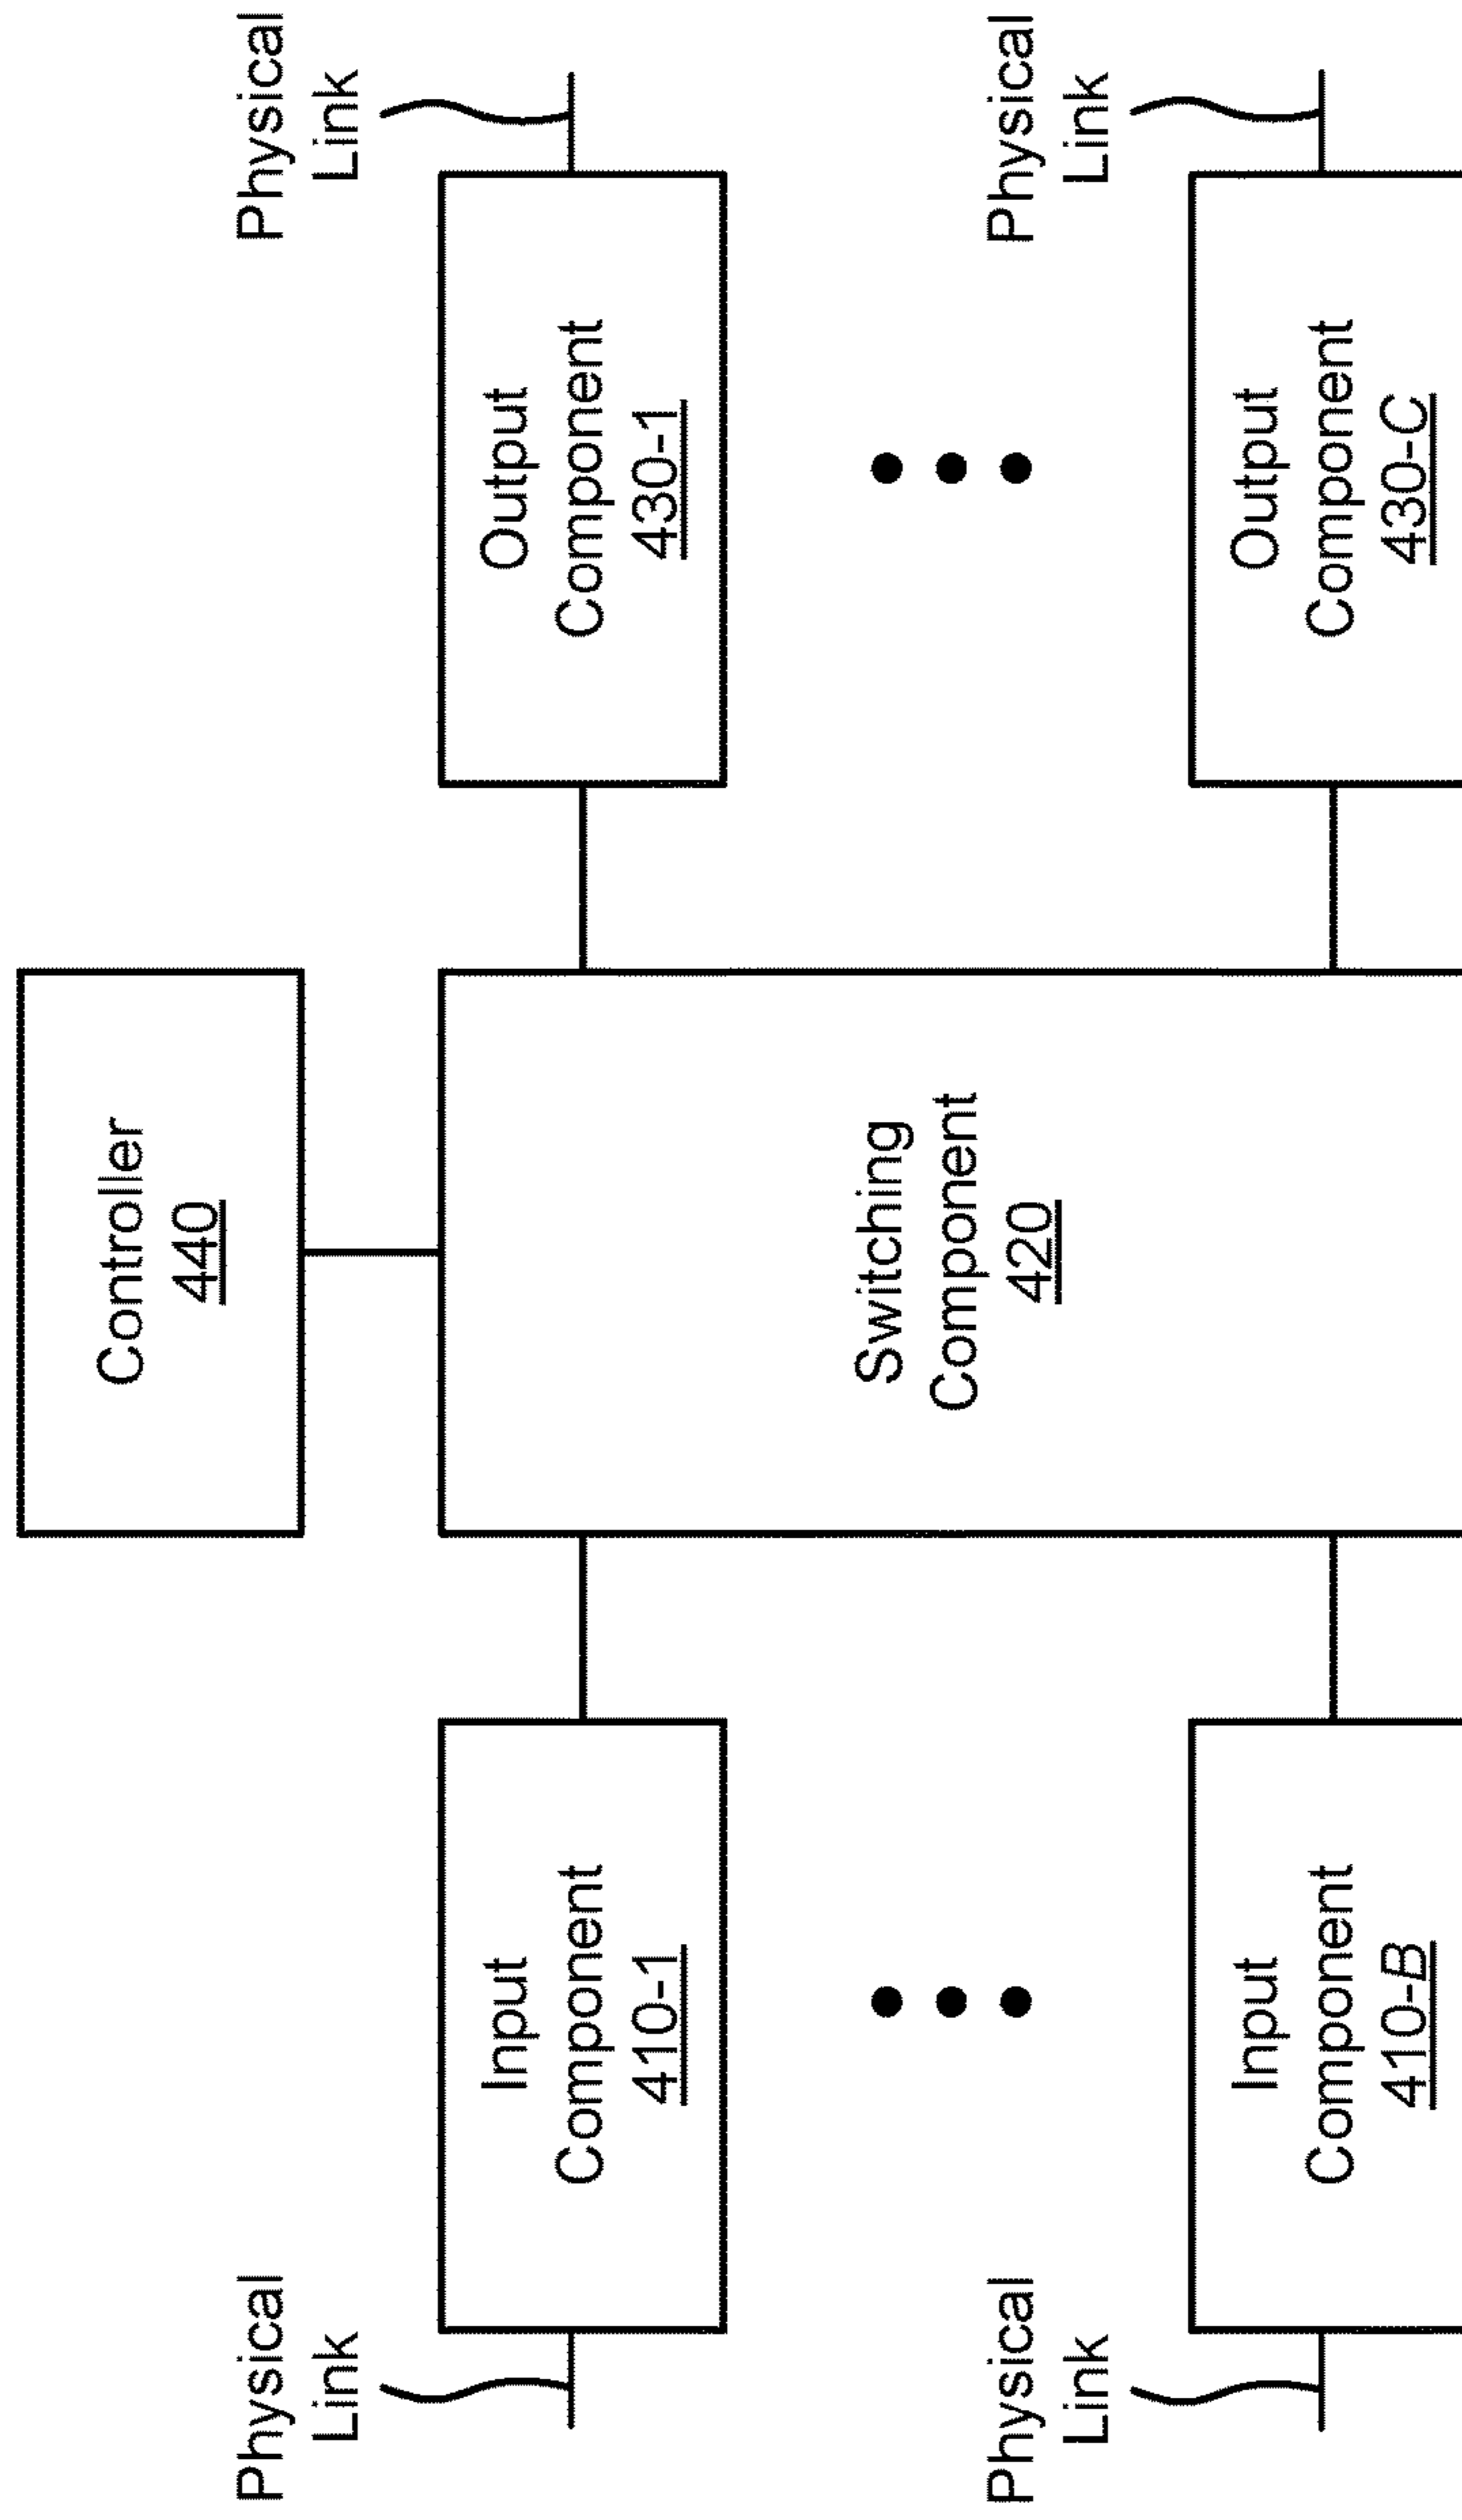 Controller
440
Physical
Link
Input
Component
410-1
Switching
Component
420
Output
Component
430-1
Physical
Link
Physical
Link
Input
Component
410-B
Output
Component
430-C
Physical
Link